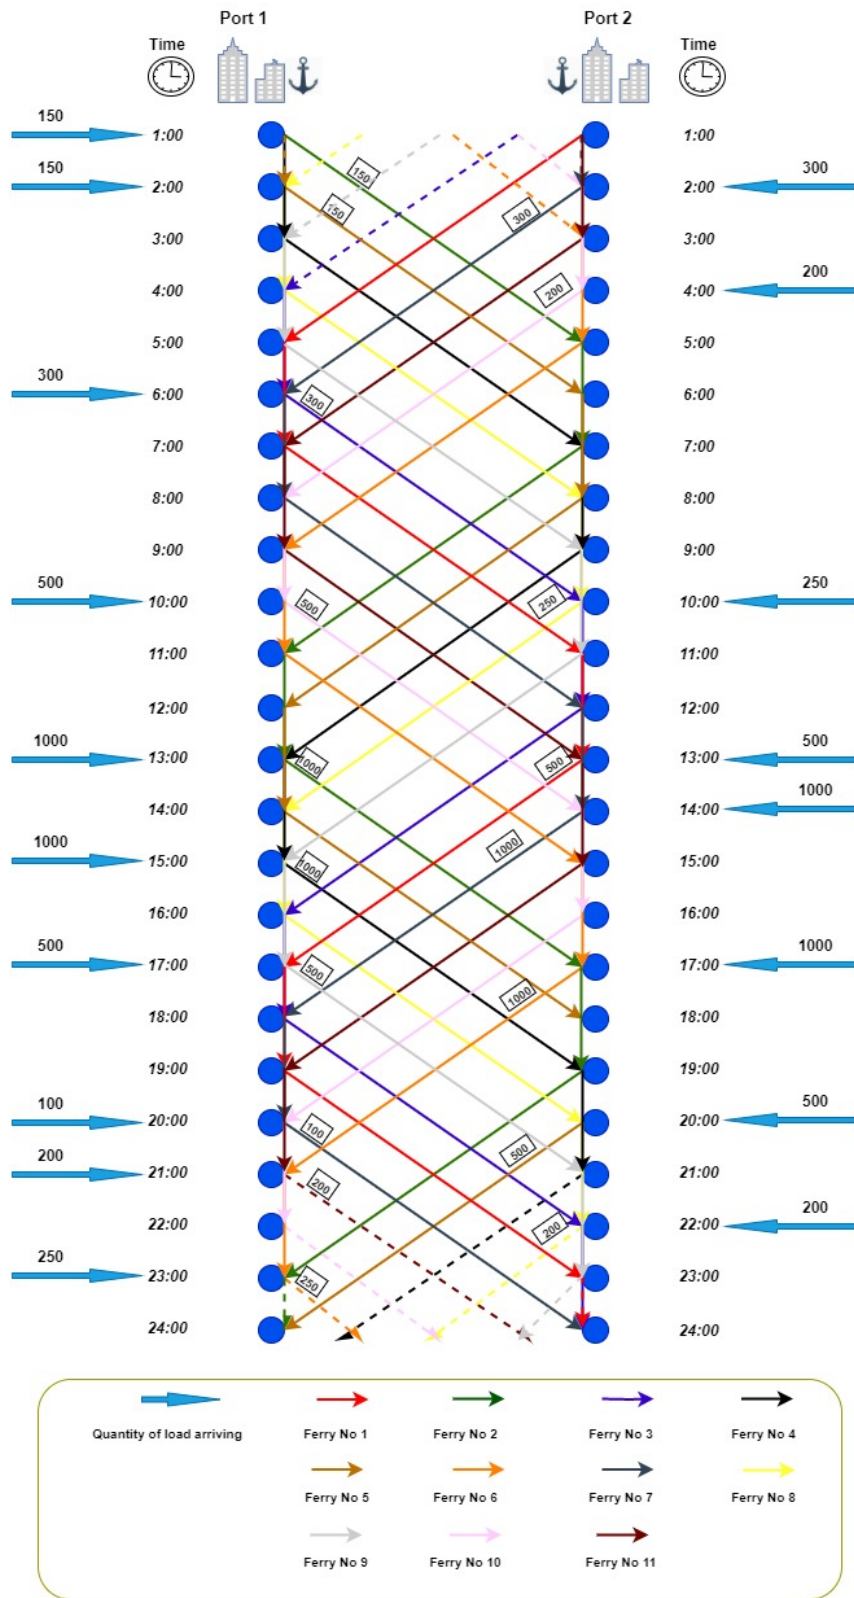 Port 1 Port 2
Time Time
150 1:00 1:00
150 2:00 2:00 300
150
150 300
3:00 3:00
4:00 200 4:00 200
5:00 5:00
300 6:00 300 6:00
7:00 7:00
8:00 8:00
9:00 9:00
500 10:00 500 250 10:00 250
11:00 11:00
12:00 12:00
1000 13:00 1000 500 13:00 500
14:00 14:00 1000
1000 15:00 1000 1000 15:00
16:00 16:00
500 17:00 500 17:00 1000
1000
18:00 18:00
19:00 19:00
100 20:00 100 20:00 500
500
200 21:00 200 21:00
22:00 200 22:00 200
250 23:00 250 23:00
24:00 24:00
Quantity of load arriving Ferry No 1 Ferry No 2 Ferry No 3 Ferry No 4
Ferry No 5 Ferry No 6 Ferry No 7 Ferry No 8
Ferry No 9 Ferry No 10 Ferry No 11